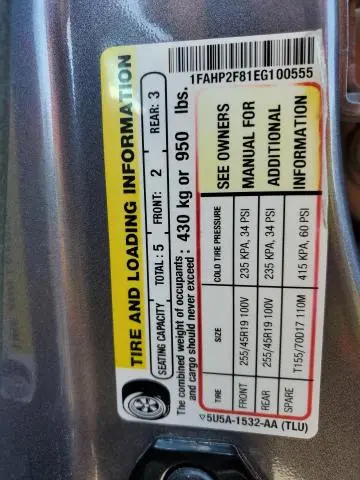 1FAHP2F81EG100555
TIRE AND LOADING INFORMATION
SEATING CAPACITY TOTAL : 5 FRONT: 2 REAR: 3
The combined weight of occupants : 430 kg or 950 lbs.
and cargo should never exceed :
TIRE SIZE COLD TIRE PRESSURE
FRONT 255/45R19 100V 235 KPA, 34 PSI
REAR 255/45R19 100V 235 KPA, 34 PSI
SPARE T155/70D17 110M 415 KPA, 60 PSI
SEE OWNERS
MANUAL FOR
ADDITIONAL
INFORMATION
▽5U5A-1532-AA (TLU)